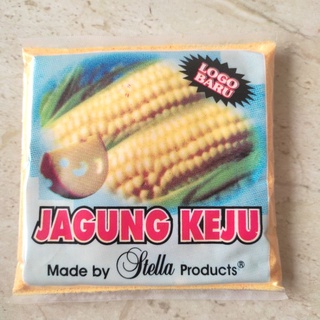 LOGO
BARU
JAGUNG KEJU
Made by Stella Products®